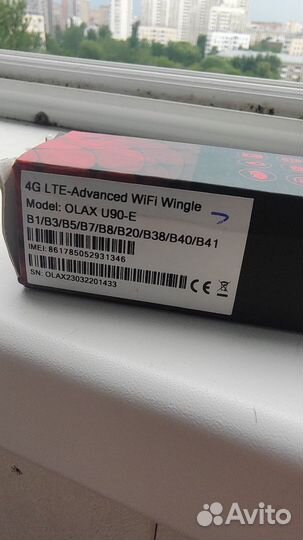 4G LTE-Advanced WiFi Wingle
Model: OLAX U90-E
B1/B3/B5/B7/B8/B20/B38/B40/B41
IMEI: 861785052931346
SN: OLAX23032201433
Avito